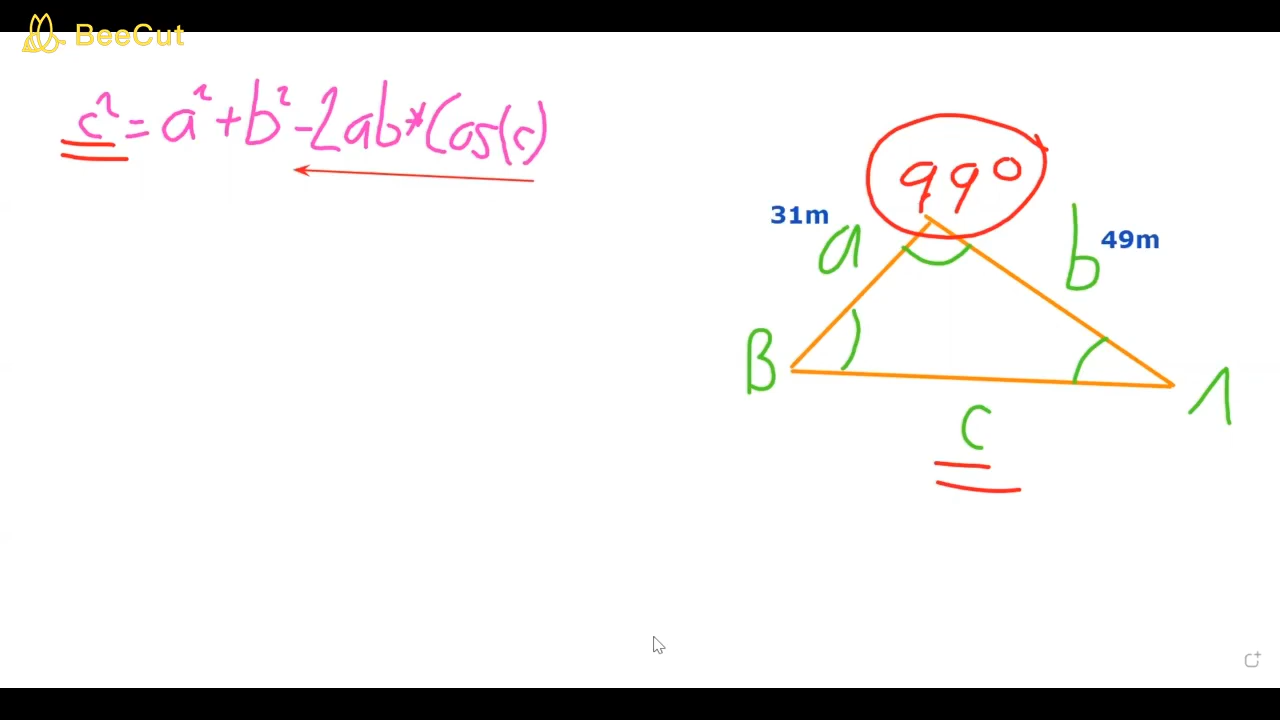 BeeCut
c² = a² + b² - 2ab * Cos(c)
99°
31m
a
b
49m
B
A
c